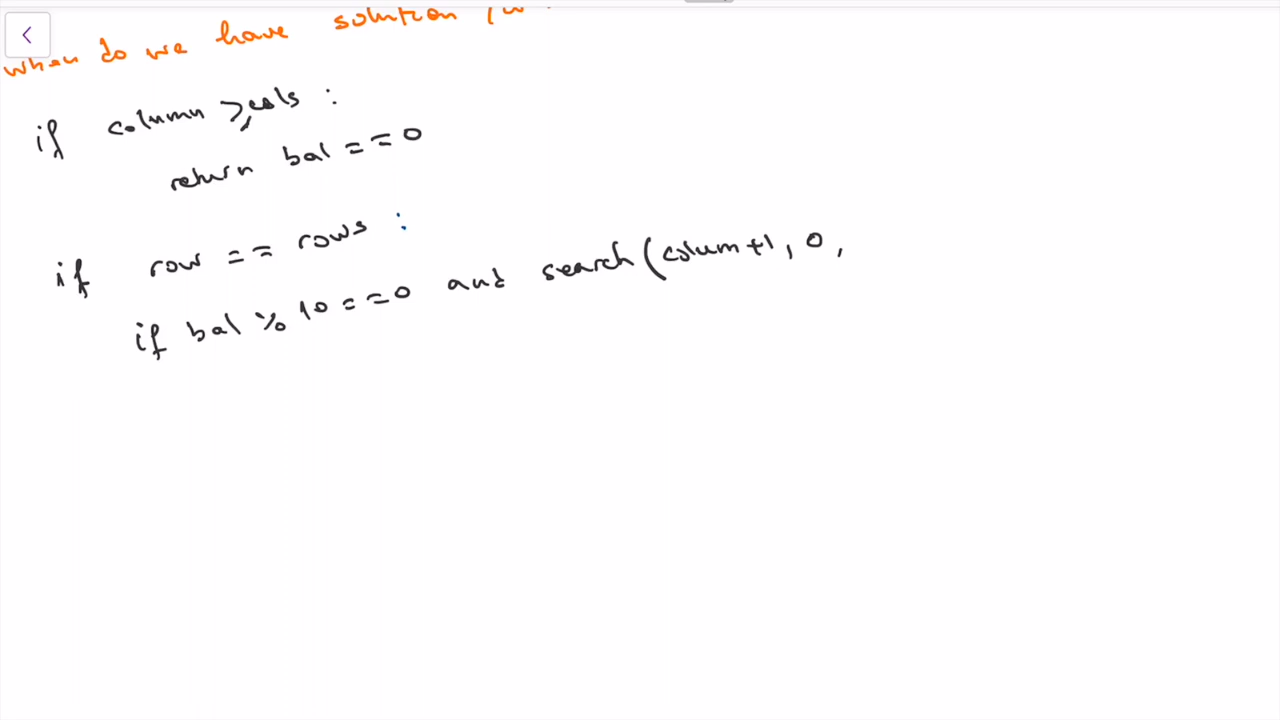 when do we have solution
if column >= cols :
return bal == 0
if row == rows :
if bal % 10 == 0 and search(colum+1, 0,